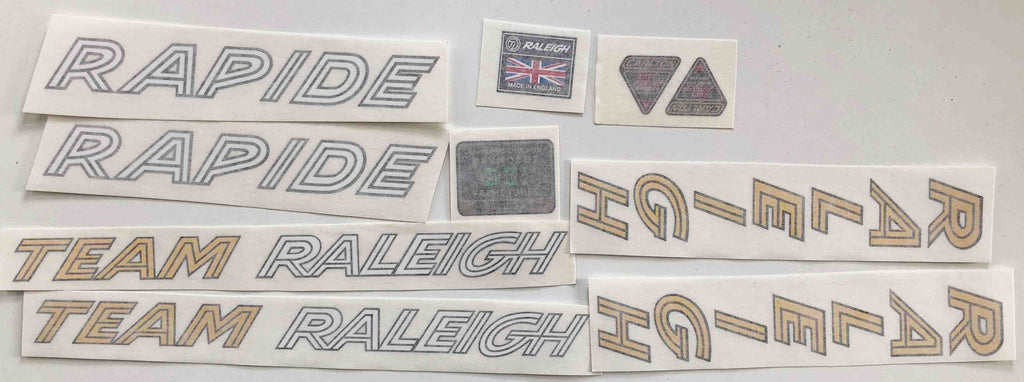 RAPIDE
RALEIGH
MADE IN ENGLAND
RAPIDE
TEAM RALEIGH
TEAM RALEIGH
RALEIGH
RALEIGH